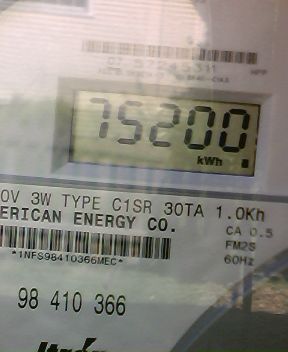 75200
kWh
0V 3W TYPE C1SR 30TA 1.0Kh
ERICAN ENERGY CO.
CA 0.5
FM2S
60Hz
*1NFS98410366MEC*
98 410 366
Itrón